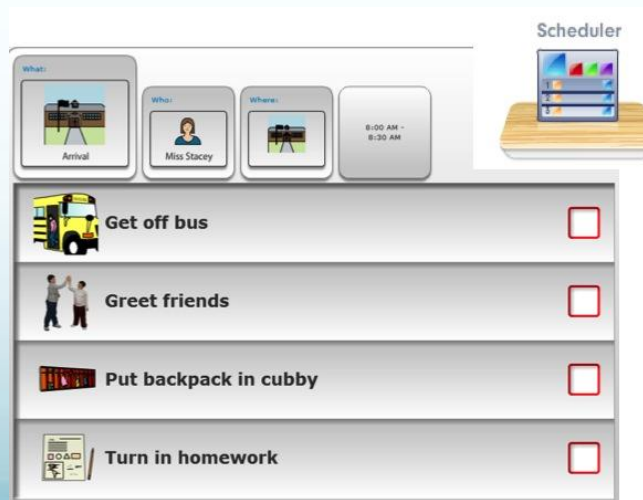 Scheduler
What:
Arrival
Who:
Miss Stacey
Where:
8:00 AM -
8:30 AM
Get off bus
Greet friends
Put backpack in cubby
Turn in homework